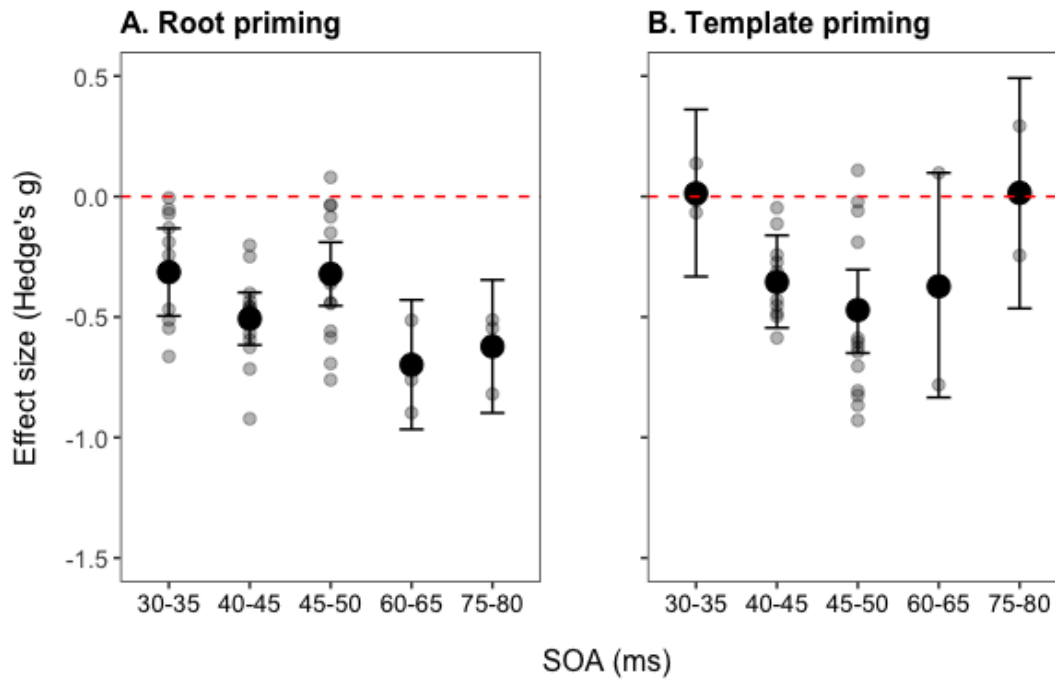 A. Root priming
B. Template priming
Effect size (Hedge's g)
0.5
0.0
-0.5
-1.0
-1.5
30-35 40-45 45-50 60-65 75-80
30-35 40-45 45-50 60-65 75-80
SOA (ms)